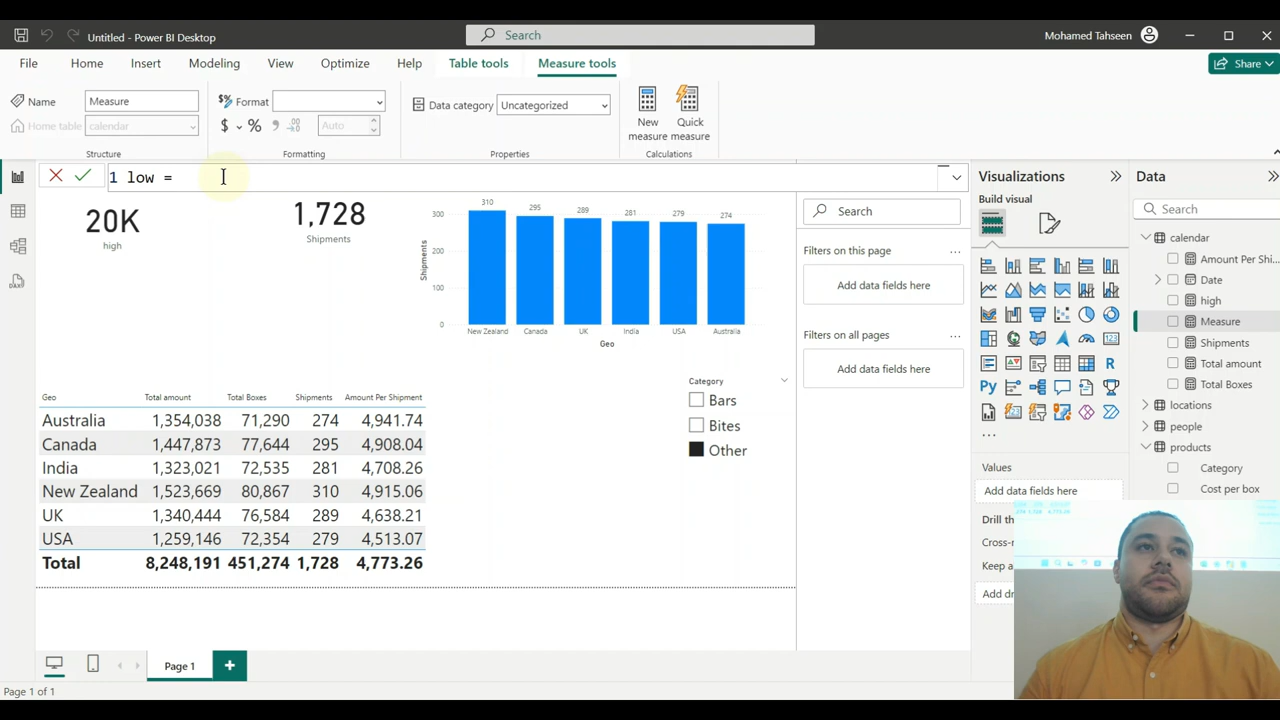 Untitled - Power BI Desktop
Search
Mohamed Tahseen
File
Home
Insert
Modeling
View
Optimize
Help
Table tools
Measure tools
Share
Name
Measure
Home table
calendar
Structure
Format
$
%
Auto
Formatting
Data category
Uncategorized
Properties
New measure
Quick measure
Calculations
1 low =
20K
high
1,728
Shipments
Shipments
300
200
100
0
310
295
289
281
279
274
New Zealand
Canada
UK
India
USA
Australia
Geo
Category
Bars
Bites
Other
Geo Total amount Total Boxes Shipments Amount Per Shipment
Australia 1,354,038 71,290 274 4,941.74
Canada 1,447,873 77,644 295 4,908.04
India 1,323,021 72,535 281 4,708.26
New Zealand 1,523,669 80,867 310 4,915.06
UK 1,340,444 76,584 289 4,638.21
USA 1,259,146 72,354 279 4,513.07
Total 8,248,191 451,274 1,728 4,773.26
Search
Filters on this page
...
Add data fields here
Filters on all pages
...
Add data fields here
Visualizations
Build visual
R
Py
123
...
Values
Add data fields here
Drill th
Cross-r
Keep a
Add dr
Data
Search
calendar
Amount Per Shi...
Date
high
Measure
Shipments
Total amount
Total Boxes
locations
people
products
Category
Cost per box
Page 1
Page 1 of 1